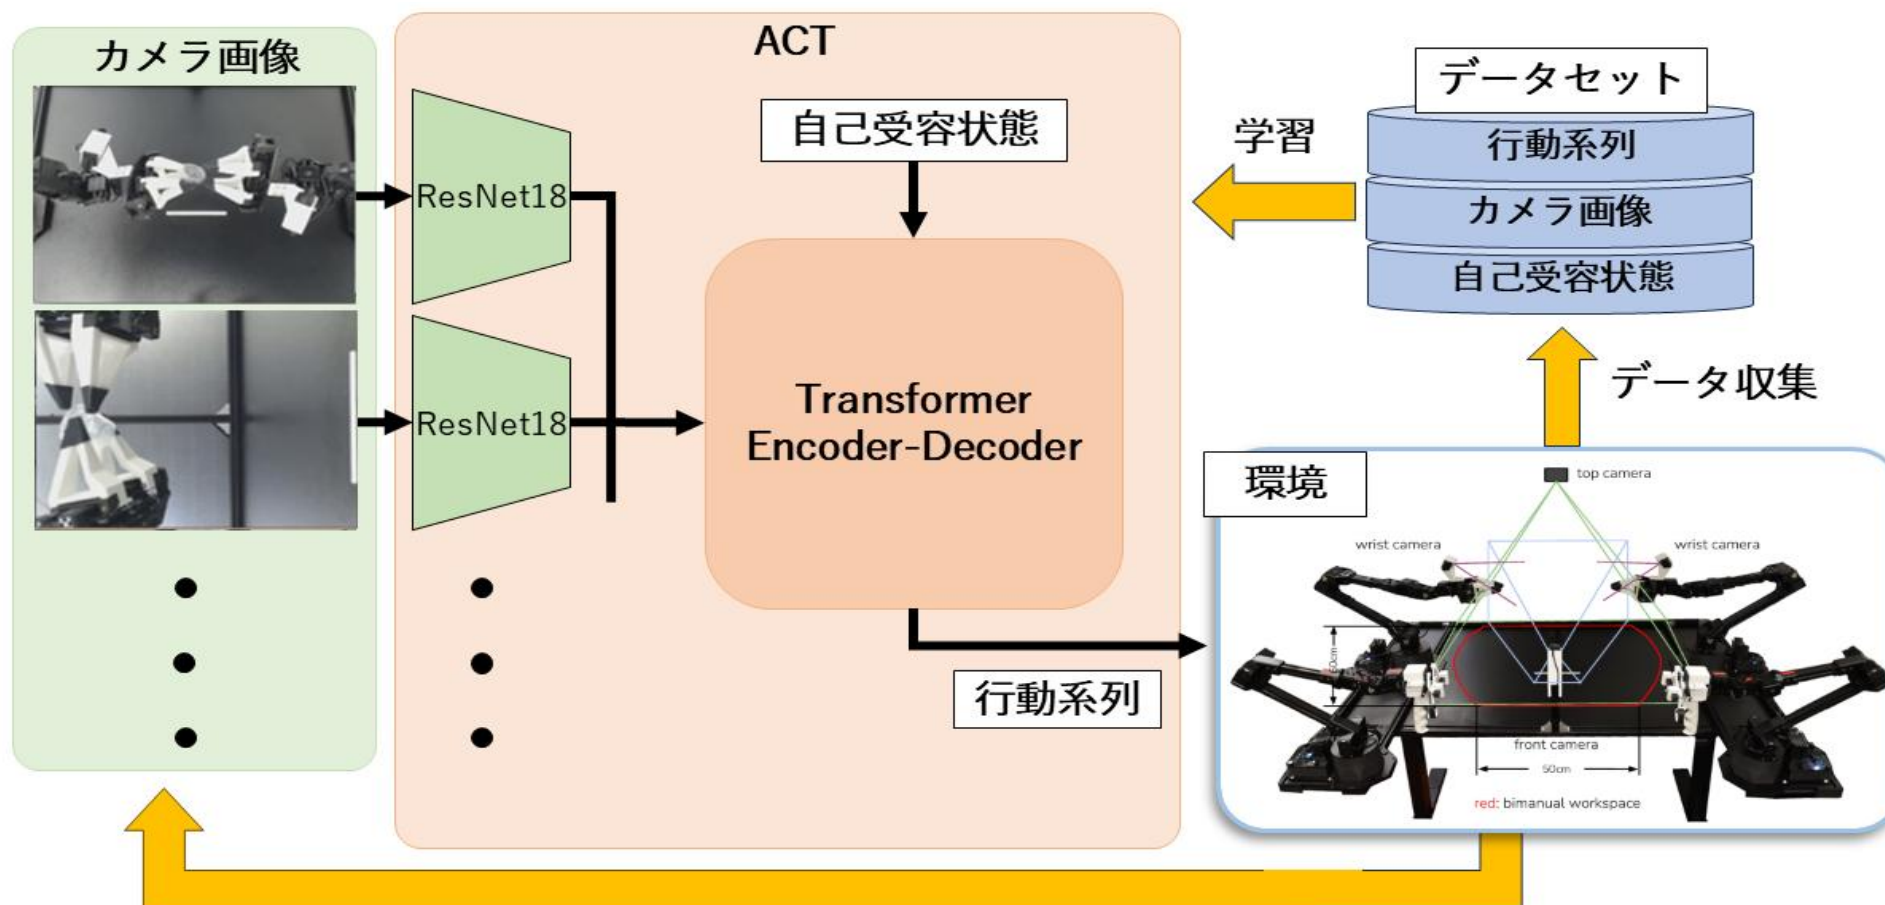 カメラ画像
ACT
自己受容状態
ResNet18
ResNet18
Transformer
Encoder-Decoder
行動系列
学習
データセット
行動系列
カメラ画像
自己受容状態
データ収集
環境
top camera
wrist camera
wrist camera
60cm
front camera
50cm
red: bimanual workspace